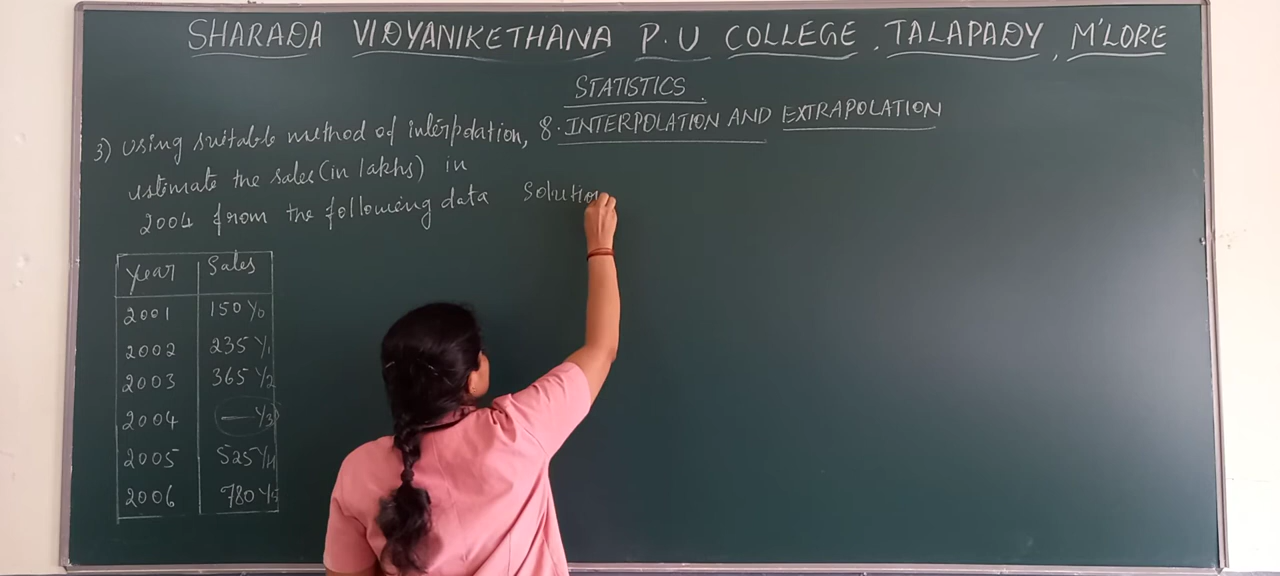 SHARADA VIDYANIKETHANA P.U COLLEGE, TALAPADY, M'LORE
STATISTICS
8. INTERPOLATION AND EXTRAPOLATION
3) Using suitable method of interpolation,
estimate the sales (in lakhs) in
2004 from the following data
Year Sales
2001 150 y0
2002 235 y1
2003 365 y2
2004 — y3
2005 525 y4
2006 780 y5
Solution